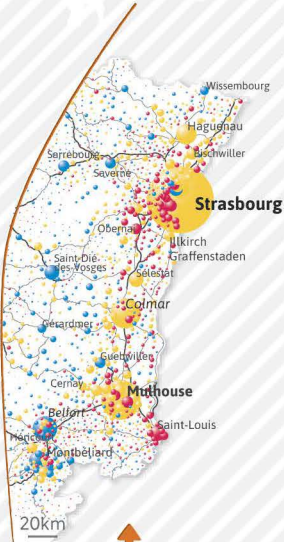 Wissembourg
Haguenau
Bischwiller
Sarrebourg
Saverne
Strasbourg
Obernai
Illkirch
Graffenstaden
Saint-Dié
des-Vosges
Sélestat
Colmar
Gérardmer
Guebwiller
Cernay
Mulhouse
Belfort
Saint-Louis
Héricourt
Montbéliard
20km